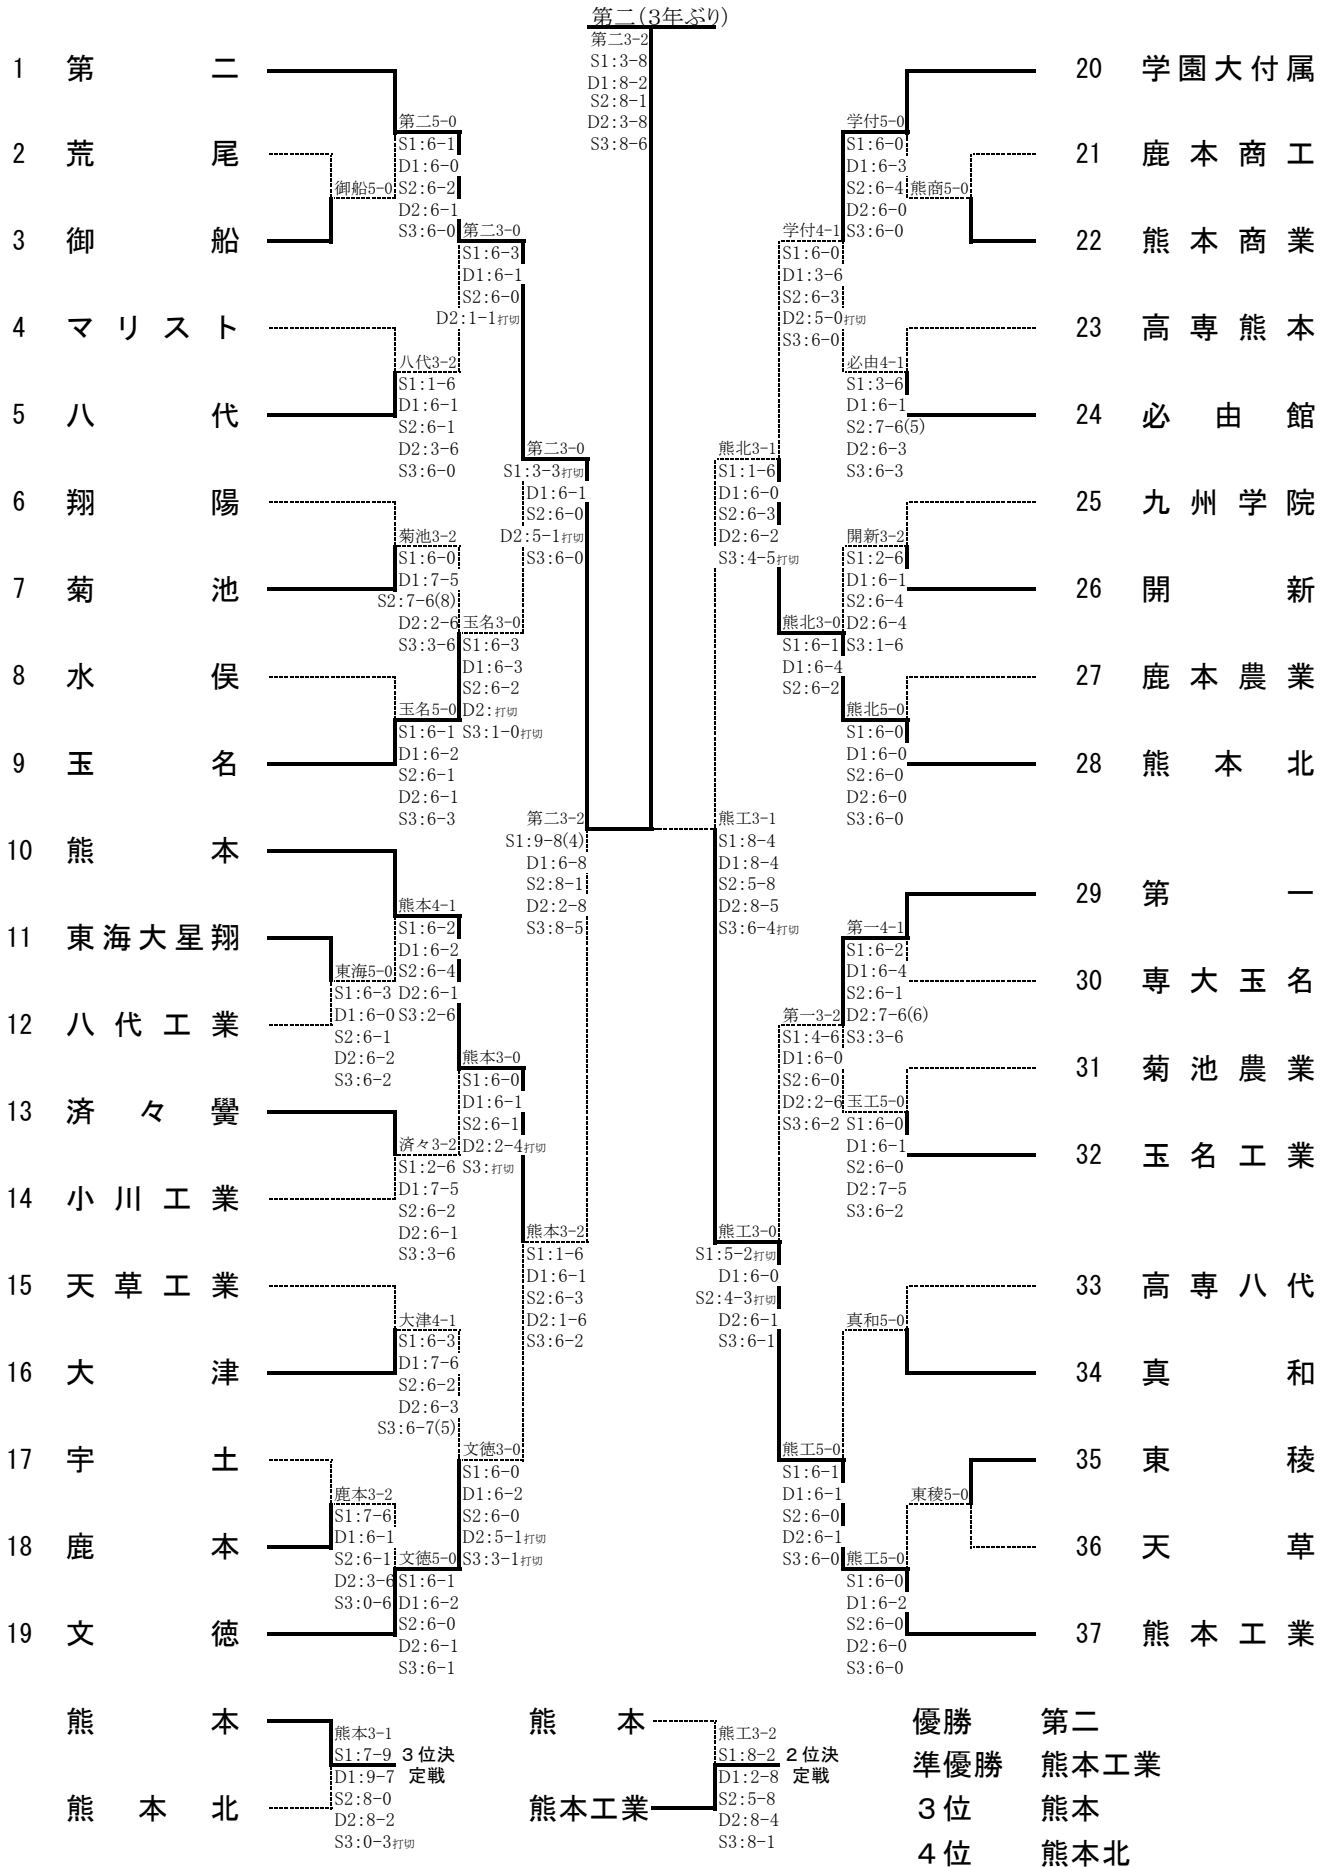 第二(3年ぶり)
第二3-2
S1:3-8
D1:8-2
S2:8-1
D2:3-8
S3:8-6
1 第二
2 荒尾
3 御船
4 マリスト
5 八代
6 翔陽
7 菊池
8 水俣
9 玉名
10 熊本
11 東海大星翔
12 八代工業
13 済々黌
14 小川工業
15 天草工業
16 大津
17 宇土
18 鹿本
19 文徳
御船5-0
第二5-0
S1:6-1
D1:6-0
S2:6-2
D2:6-1
S3:6-0
第二3-0
S1:6-3
D1:6-1
S2:6-0
D2:1-1打切
八代3-2
S1:1-6
D1:6-1
S2:6-1
D2:3-6
S3:6-0
第二3-0
S1:3-3打切
D1:6-1
S2:6-0
D2:5-1打切
S3:6-0
菊池3-2
S1:6-0
D1:7-5
S2:7-6(8)
D2:2-6
S3:3-6
玉名3-0
S1:6-3
D1:6-3
S2:6-2
D2:打切
S3:1-0打切
玉名5-0
S1:6-1
D1:6-2
S2:6-1
D2:6-1
S3:6-3
第二3-2
S1:9-8(4)
D1:6-8
S2:8-1
D2:2-8
S3:8-5
熊本4-1
S1:6-2
D1:6-2
S2:6-4
D2:6-1
S3:2-6
東海5-0
S1:6-3
D1:6-0
S2:6-1
D2:6-2
S3:6-2
熊本3-0
S1:6-0
D1:6-1
S2:6-1
D2:2-4打切
S3:打切
済々3-2
S1:2-6
D1:7-5
S2:6-2
D2:6-1
S3:3-6
熊本3-2
S1:1-6
D1:6-1
S2:6-3
D2:1-6
S3:6-2
大津4-1
S1:6-3
D1:7-6
S2:6-2
D2:6-3
S3:6-7(5)
文徳3-0
S1:6-0
D1:6-2
S2:6-0
D2:5-1打切
S3:3-1打切
鹿本3-2
S1:7-6
D1:6-1
S2:6-1
D2:3-6
S3:0-6
文徳5-0
S1:6-1
D1:6-2
S2:6-0
D2:6-1
S3:6-1
20 学園大付属
21 鹿本商工
22 熊本商業
23 高専熊本
24 必由館
25 九州学院
26 開新
27 鹿本農業
28 熊本北
29 第一
30 専大玉名
31 菊池農業
32 玉名工業
33 高専八代
34 真和
35 東稜
36 天草
37 熊本工業
学付5-0
S1:6-0
D1:6-3
S2:6-4
D2:6-0
S3:6-0
熊商5-0
学付4-1
S1:6-0
D1:3-6
S2:6-3
D2:5-0打切
S3:6-0
必由4-1
S1:3-6
D1:6-1
S2:7-6(5)
D2:6-3
S3:6-3
熊北3-1
S1:1-6
D1:6-0
S2:6-3
D2:6-2
S3:4-5打切
開新3-2
S1:2-6
D1:6-1
S2:6-4
D2:6-4
S3:1-6
熊北3-0
S1:6-1
D1:6-4
S2:6-2
熊北5-0
S1:6-0
D1:6-0
S2:6-0
D2:6-0
S3:6-0
熊工3-1
S1:8-4
D1:8-4
S2:5-8
D2:8-5
S3:6-4打切
第一4-1
S1:6-2
D1:6-4
S2:6-1
D2:7-6(6)
S3:3-6
第一3-2
S1:4-6
D1:6-0
S2:6-0
D2:2-6
S3:6-2
玉工5-0
S1:6-0
D1:6-1
S2:6-0
D2:7-5
S3:6-2
熊工3-0
S1:5-2打切
D1:6-0
S2:4-3打切
D2:6-1
S3:6-1
真和5-0
熊工5-0
S1:6-1
D1:6-1
S2:6-0
D2:6-1
S3:6-0
東稜5-0
熊工5-0
S1:6-0
D1:6-2
S2:6-0
D2:6-0
S3:6-0
熊本
熊本北
熊本3-1
S1:7-9
D1:9-7
S2:8-0
D2:8-2
S3:0-3打切
3位決
定戦
熊本
熊本工業
熊工3-2
S1:8-2
D1:2-8
S2:5-8
D2:8-4
S3:8-1
2位決
定戦
優勝 第二
準優勝 熊本工業
3位 熊本
4位 熊本北